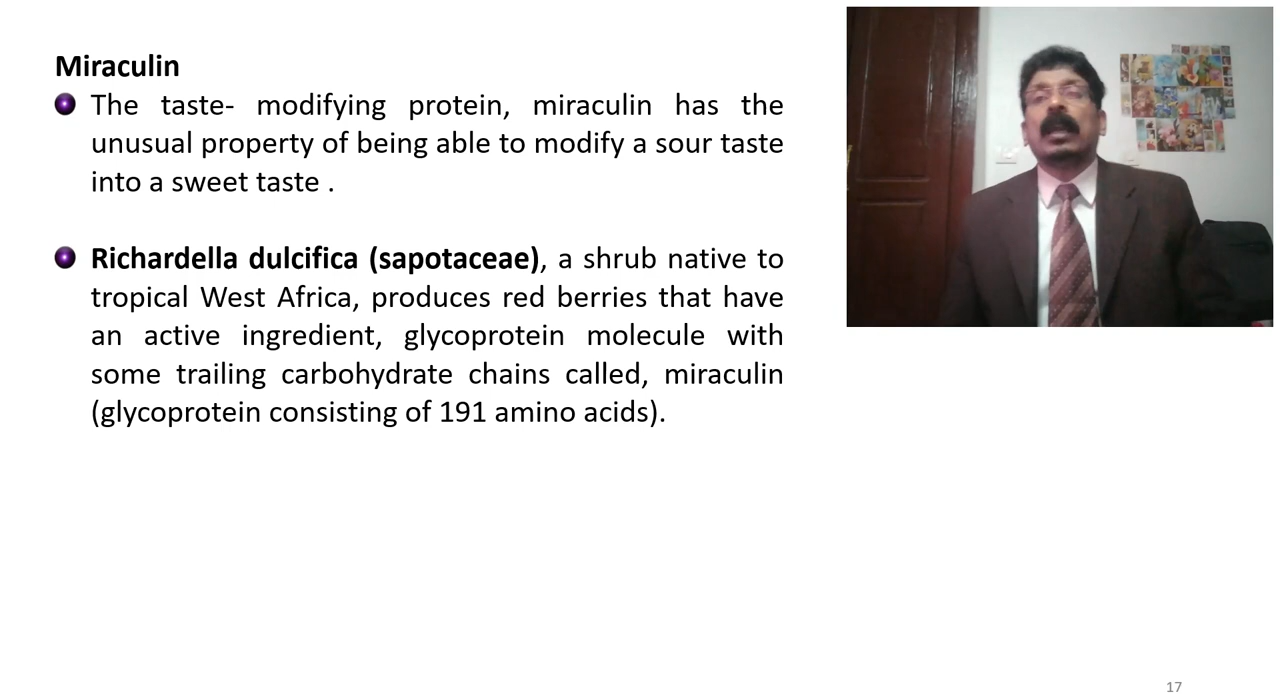 Miraculin
The taste- modifying protein, miraculin has the
unusual property of being able to modify a sour taste
into a sweet taste .
Richardella dulcifica (sapotaceae), a shrub native to
tropical West Africa, produces red berries that have
an active ingredient, glycoprotein molecule with
some trailing carbohydrate chains called, miraculin
(glycoprotein consisting of 191 amino acids).
17